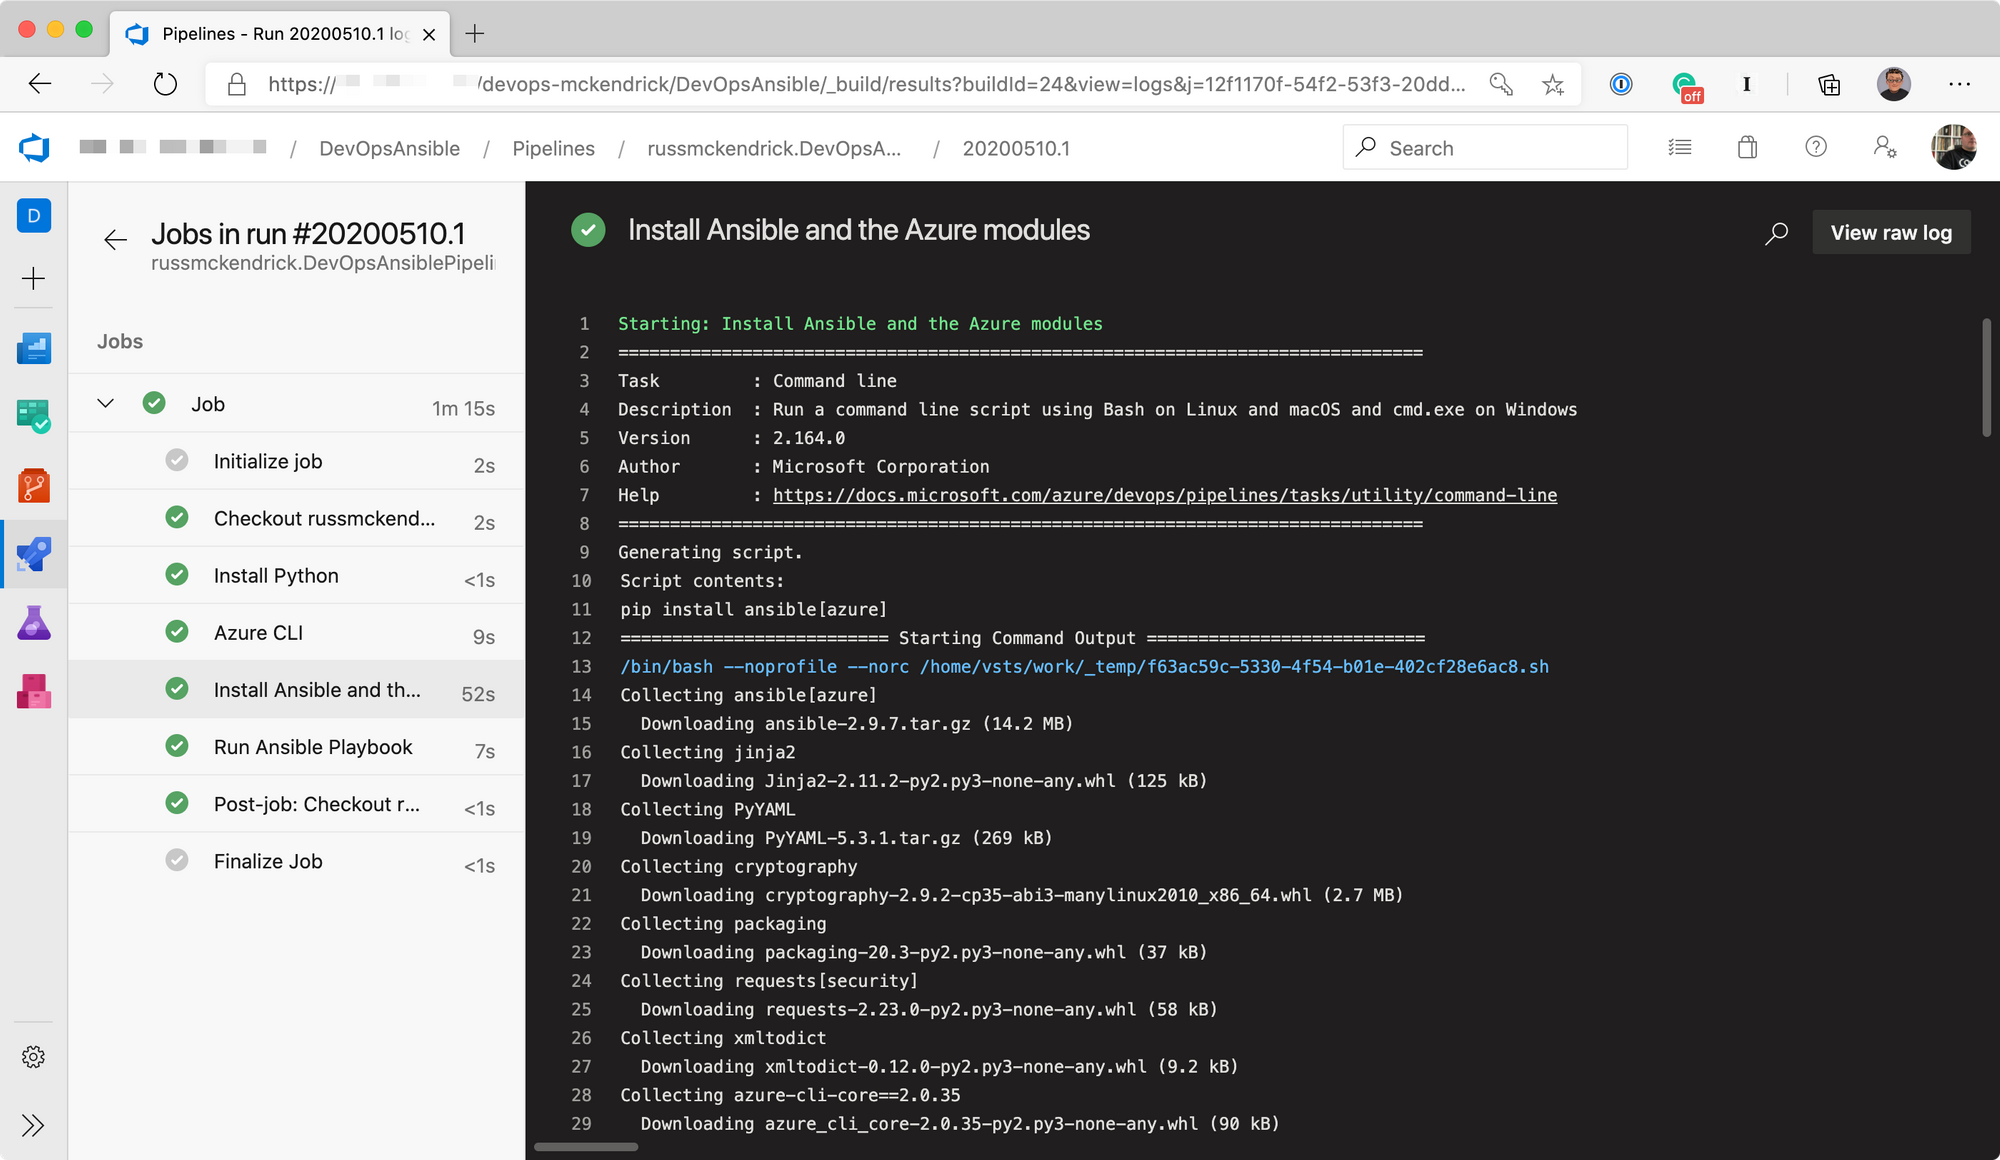 Pipelines - Run 20200510.1 log
https:// /devops-mckendrick/DevOpsAnsible/_build/results?buildId=24&view=logs&j=12f1170f-54f2-53f3-20dd...
off
/ DevOpsAnsible / Pipelines / russmckendrick.DevOpsA... / 20200510.1
Search
D
Jobs in run #20200510.1
russmckendrick.DevOpsAnsiblePipeli
Jobs
Job 1m 15s
Initialize job 2s
Checkout russmckend... 2s
Install Python <1s
Azure CLI 9s
Install Ansible and th... 52s
Run Ansible Playbook 7s
Post-job: Checkout r... <1s
Finalize Job <1s
Install Ansible and the Azure modules
View raw log
1 Starting: Install Ansible and the Azure modules
2 ==============================================================================
3 Task : Command line
4 Description : Run a command line script using Bash on Linux and macOS and cmd.exe on Windows
5 Version : 2.164.0
6 Author : Microsoft Corporation
7 Help : https://docs.microsoft.com/azure/devops/pipelines/tasks/utility/command-line
8 ==============================================================================
9 Generating script.
10 Script contents:
11 pip install ansible[azure]
12 ========================== Starting Command Output ===========================
13 /bin/bash --noprofile --norc /home/vsts/work/_temp/f63ac59c-5330-4f54-b01e-402cf28e6ac8.sh
14 Collecting ansible[azure]
15 Downloading ansible-2.9.7.tar.gz (14.2 MB)
16 Collecting jinja2
17 Downloading Jinja2-2.11.2-py2.py3-none-any.whl (125 kB)
18 Collecting PyYAML
19 Downloading PyYAML-5.3.1.tar.gz (269 kB)
20 Collecting cryptography
21 Downloading cryptography-2.9.2-cp35-abi3-manylinux2010_x86_64.whl (2.7 MB)
22 Collecting packaging
23 Downloading packaging-20.3-py2.py3-none-any.whl (37 kB)
24 Collecting requests[security]
25 Downloading requests-2.23.0-py2.py3-none-any.whl (58 kB)
26 Collecting xmltodict
27 Downloading xmltodict-0.12.0-py2.py3-none-any.whl (9.2 kB)
28 Collecting azure-cli-core==2.0.35
29 Downloading azure_cli_core-2.0.35-py2.py3-none-any.whl (90 kB)